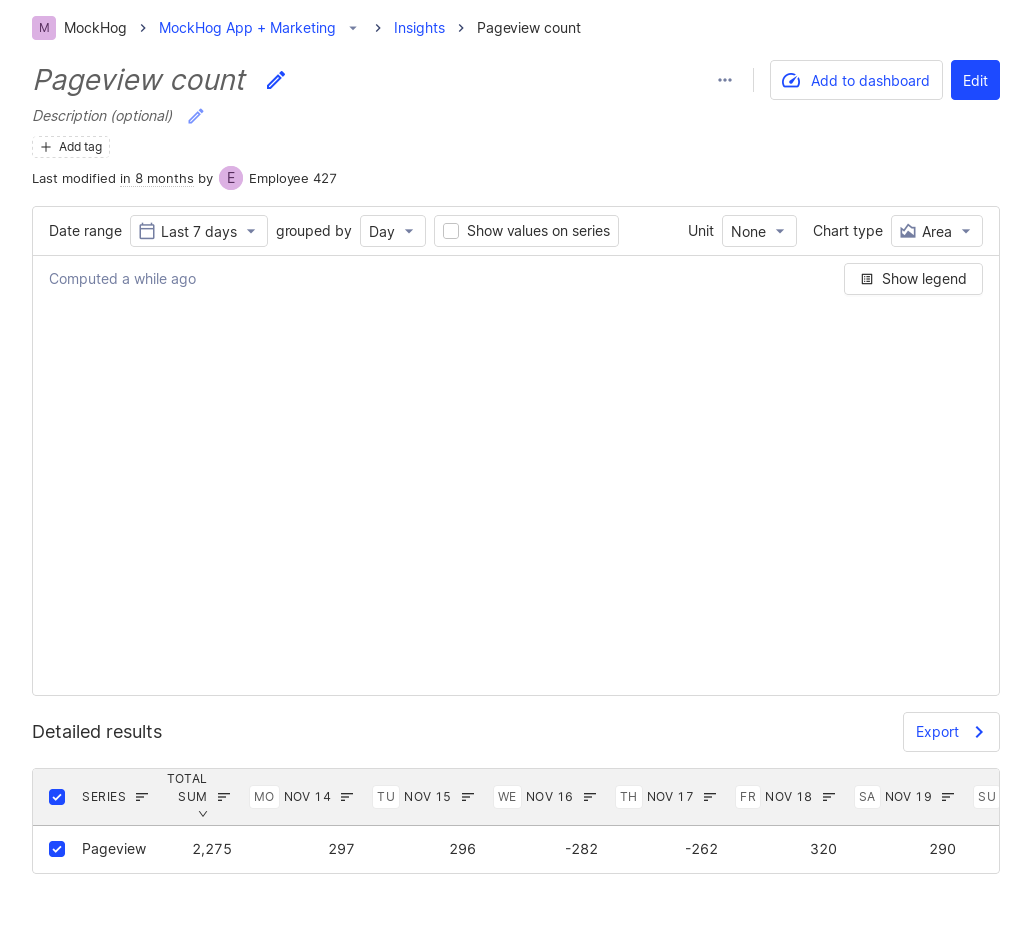 M MockHog MockHog App + Marketing Insights Pageview count
Pageview count
Add to dashboard Edit
Description (optional)
Add tag
Last modified in 8 months by E Employee 427
Date range Last 7 days grouped by Day Show values on series Unit None Chart type Area
Computed a while ago Show legend
Detailed results Export
SERIES TOTAL SUM MO NOV 14 TU NOV 15 WE NOV 16 TH NOV 17 FR NOV 18 SA NOV 19 SU
Pageview 2,275 297 296 -282 -262 320 290